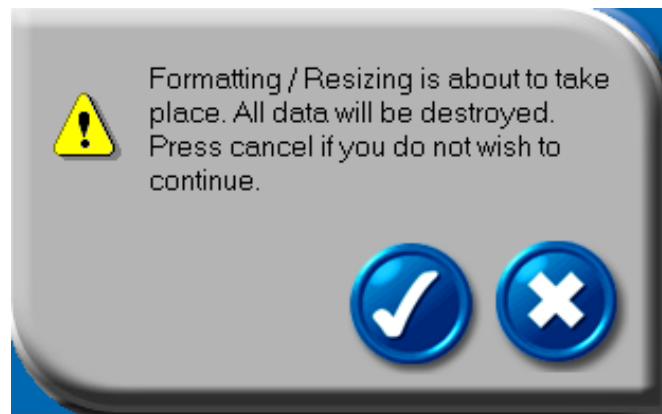 Formatting / Resizing is about to take
place. All data will be destroyed.
Press cancel if you do not wish to
continue.